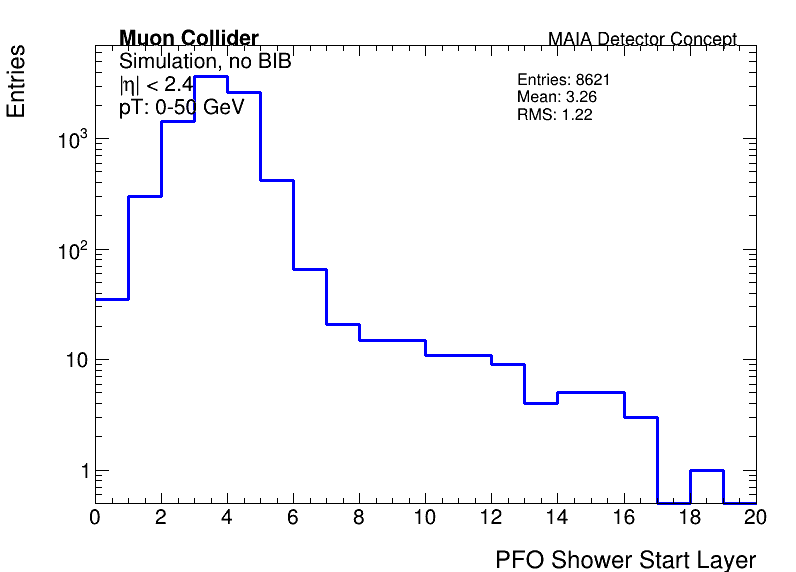 Muon Collider
MAIA Detector Concept
Simulation, no BIB
|η| < 2.4
pT: 0-50 GeV
Entries: 8621
Mean: 3.26
RMS: 1.22
Entries
10³
10²
10
1
0 2 4 6 8 10 12 14 16 18 20
PFO Shower Start Layer